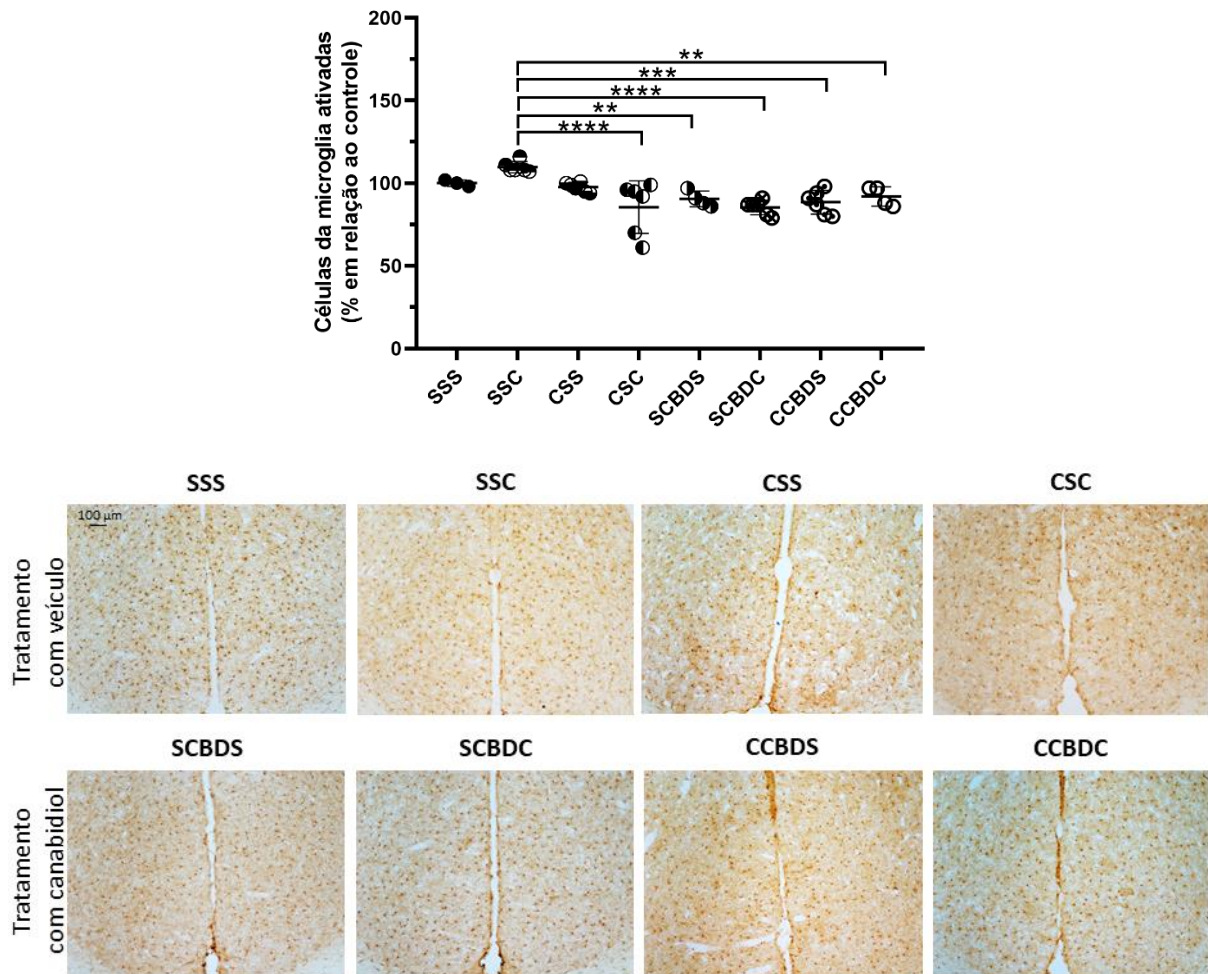 Células da microglia ativadas
(% em relação ao controle)
200
150
100
50
0
**
***
****
**
****
SSS
SSC
CSS
CSC
SCBDS
SCBDC
CCBDS
CCBDC
SSS
SSC
CSS
CSC
Tratamento
com veículo
100 µm
SCBDS
SCBDC
CCBDS
CCBDC
Tratamento
com canabidiol